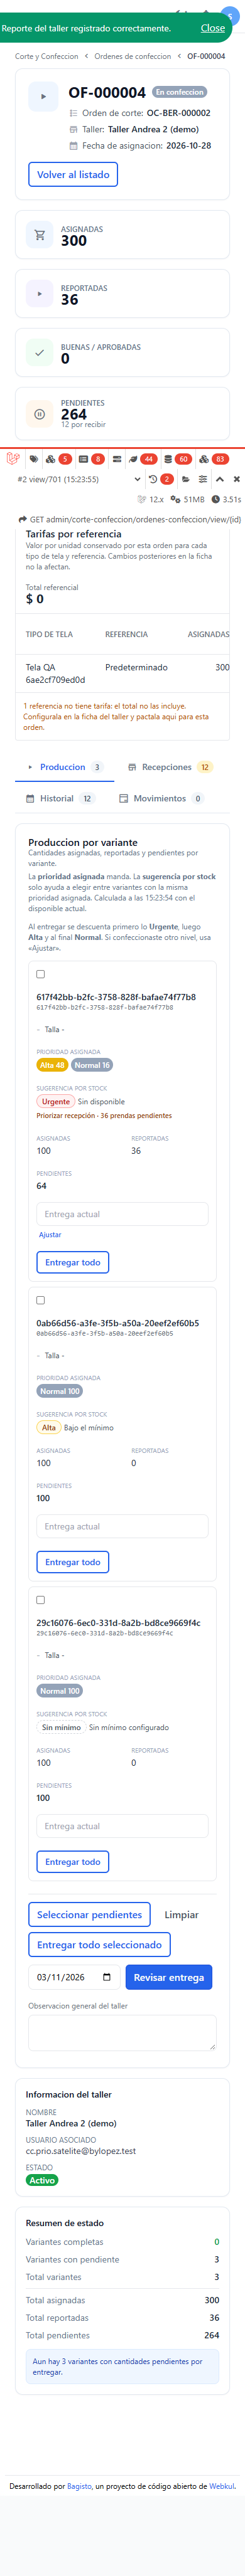 Reporte del taller registrado correctamente. Close
S
Corte y Confeccion < Ordenes de confeccion < OF-000004
OF-000004 En confeccion
Orden de corte: OC-BER-000002
Taller: Taller Andrea 2 (demo)
Fecha de asignacion: 2026-10-28
Volver al listado
ASIGNADAS
300
REPORTADAS
36
BUENAS / APROBADAS
0
PENDIENTES
264
12 por recibir
5 8 44 60 83
#2 view/701 (15:23:55) 2
12.x 51MB 3.51s
GET admin/corte-confeccion/ordenes-confeccion/view/{id}
Tarifas por referencia
Valor por unidad conservado por esta orden para cada
tipo de tela y referencia. Cambios posteriores en la ficha
no la afectan.
Total referencial
$ 0
TIPO DE TELA REFERENCIA ASIGNADAS
Tela QA Predeterminado 300
6ae2cf709ed0d
1 referencia no tiene tarifa: el total no las incluye.
Configurala en la ficha del taller y pactala aqui para esta
orden.
Produccion 3 Recepciones 12
Historial 12 Movimientos 0
Produccion por variante
Cantidades asignadas, reportadas y pendientes por
variante.
La prioridad asignada manda. La sugerencia por stock
solo ayuda a elegir entre variantes con la misma
prioridad asignada. Calculada a las 15:23:54 con el
disponible actual.
Al entregar se descuenta primero lo Urgente, luego
Alta y al final Normal. Si confeccionaste otro nivel, usa
«Ajustar».
617f42bb-b2fc-3758-828f-bafae74f77b8
617f42bb-b2fc-3758-828f-bafae74f77b8
- Talla -
PRIORIDAD ASIGNADA
Alta 48 Normal 16
SUGERENCIA POR STOCK
Urgente Sin disponible
Priorizar recepción · 36 prendas pendientes
ASIGNADAS REPORTADAS
100 36
PENDIENTES
64
Entrega actual
Ajustar
Entregar todo
0ab66d56-a3fe-3f5b-a50a-20eef2ef60b5
0ab66d56-a3fe-3f5b-a50a-20eef2ef60b5
- Talla -
PRIORIDAD ASIGNADA
Normal 100
SUGERENCIA POR STOCK
Alta Bajo el mínimo
ASIGNADAS REPORTADAS
100 0
PENDIENTES
100
Entrega actual
Entregar todo
29c16076-6ec0-331d-8a2b-bd8ce9669f4c
29c16076-6ec0-331d-8a2b-bd8ce9669f4c
- Talla -
PRIORIDAD ASIGNADA
Normal 100
SUGERENCIA POR STOCK
Sin minimo Sin mínimo configurado
ASIGNADAS REPORTADAS
100 0
PENDIENTES
100
Entrega actual
Entregar todo
Seleccionar pendientes Limpiar
Entregar todo seleccionado
03/11/2026 Revisar entrega
Observacion general del taller
Informacion del taller
NOMBRE
Taller Andrea 2 (demo)
USUARIO ASOCIADO
cc.prio.satelite@bylopez.test
ESTADO
Activo
Resumen de estado
Variantes completas 0
Variantes con pendiente 3
Total variantes 3
Total asignadas 300
Total reportadas 36
Total pendientes 264
Aun hay 3 variantes con cantidades pendientes por
entregar.
Desarrollado por Bagisto, un proyecto de código abierto de Webkul.